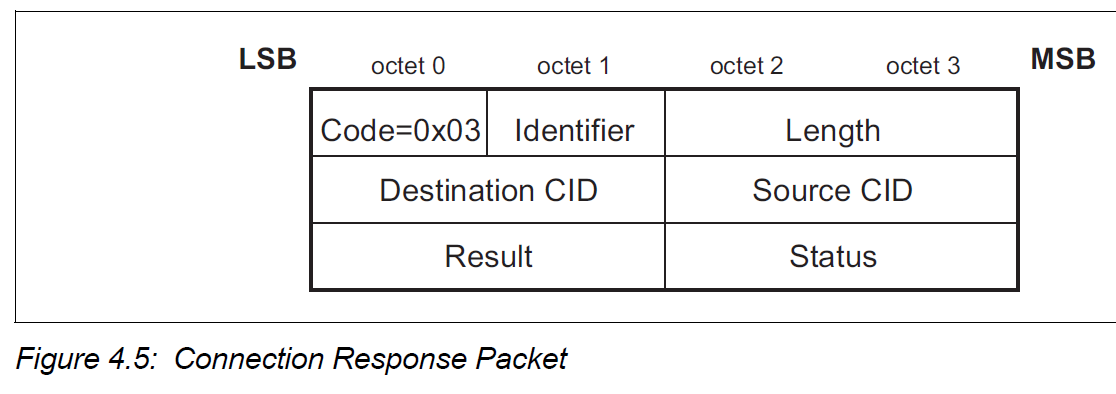 LSB octet 0 octet 1 octet 2 octet 3 MSB
Code=0x03 Identifier Length
Destination CID Source CID
Result Status
Figure 4.5: Connection Response Packet